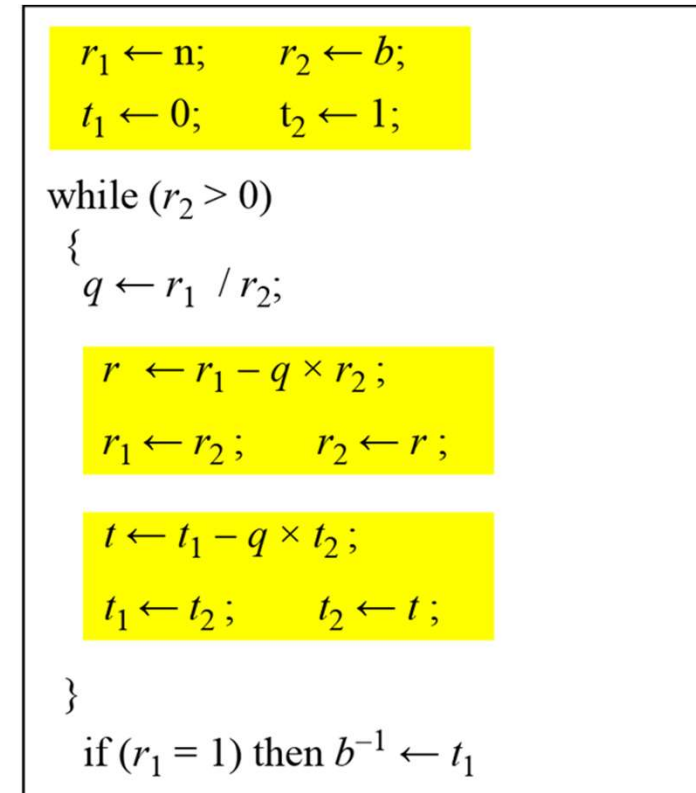 r₁ ← n; r₂ ← b;
t₁ ← 0; t₂ ← 1;
while (r₂ > 0)
{
q ← r₁ / r₂;
r ← r₁ − q × r₂ ;
r₁ ← r₂ ; r₂ ← r ;
t ← t₁ − q × t₂ ;
t₁ ← t₂ ; t₂ ← t ;
}
if (r₁ = 1) then b⁻¹ ← t₁